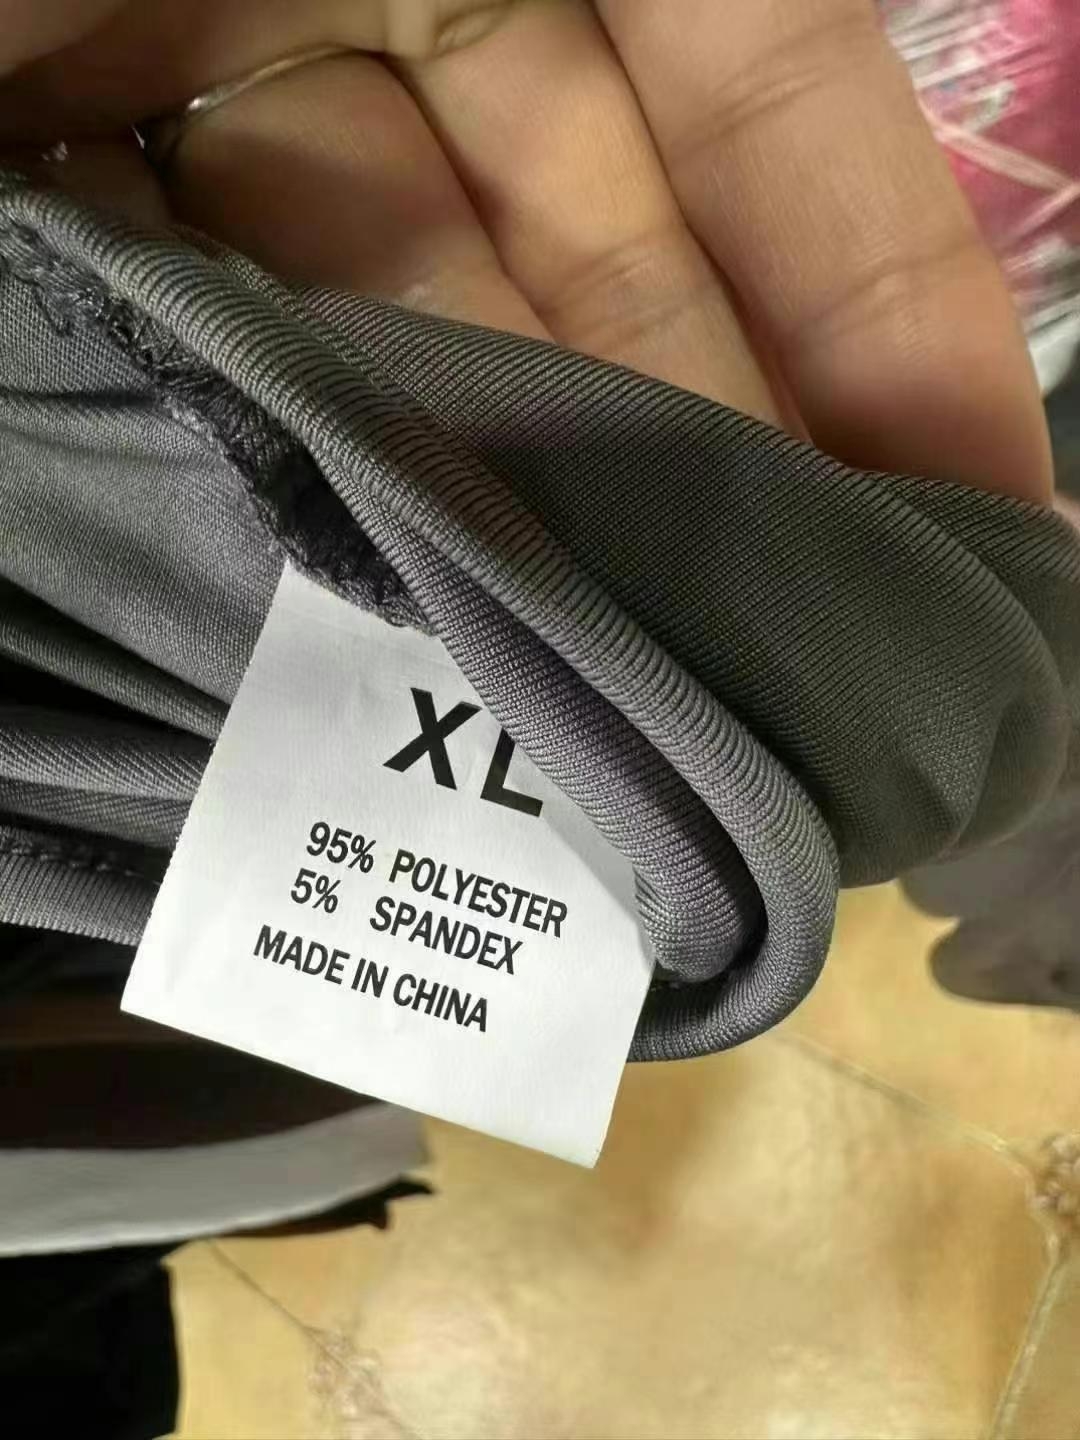 XL
95% POLYESTER
5% SPANDEX
MADE IN CHINA